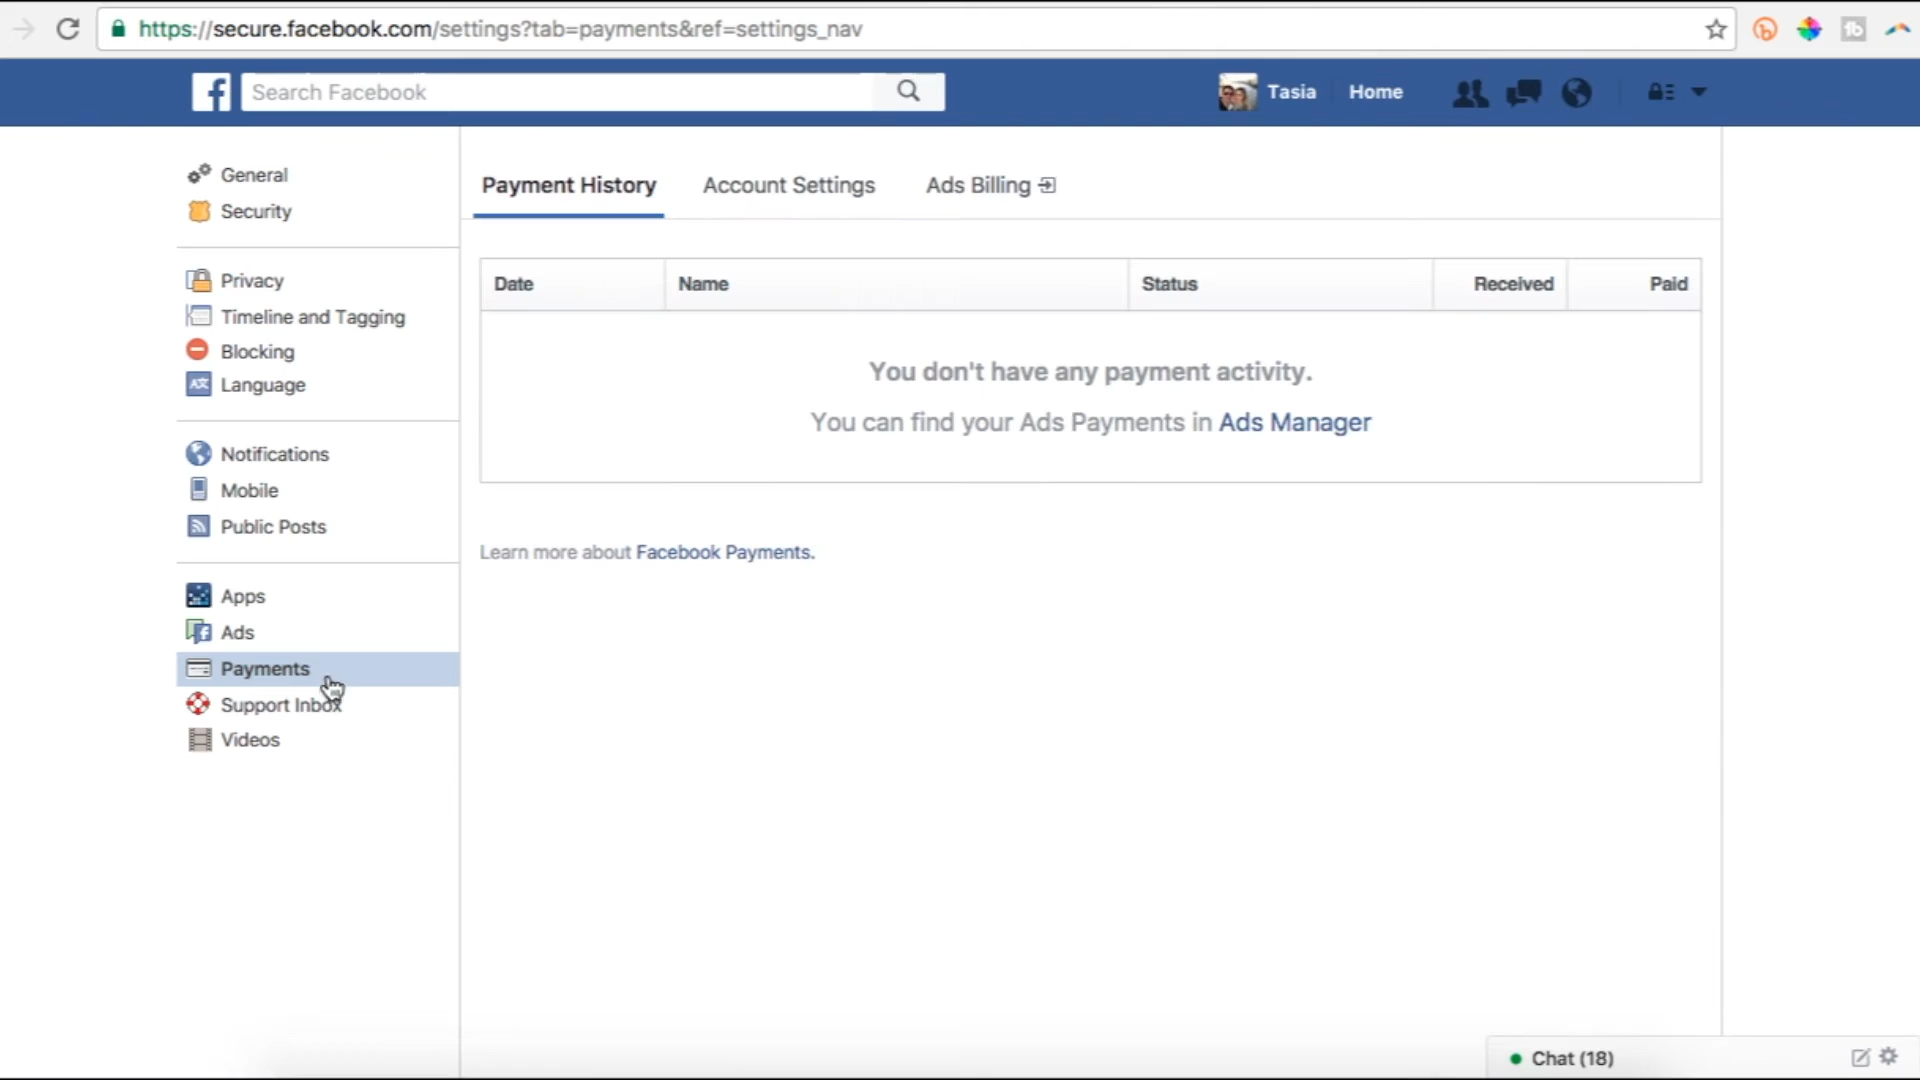 https://secure.facebook.com/settings?tab=payments&ref=settings_nav
Search Facebook
Tasia
Home
General
Security
Privacy
Timeline and Tagging
Blocking
Language
Notifications
Mobile
Public Posts
Apps
Ads
Payments
Support Inbox
Videos
Payment History Account Settings Ads Billing
Date Name Status Received Paid
You don't have any payment activity.
You can find your Ads Payments in Ads Manager
Learn more about Facebook Payments.
Chat (18)